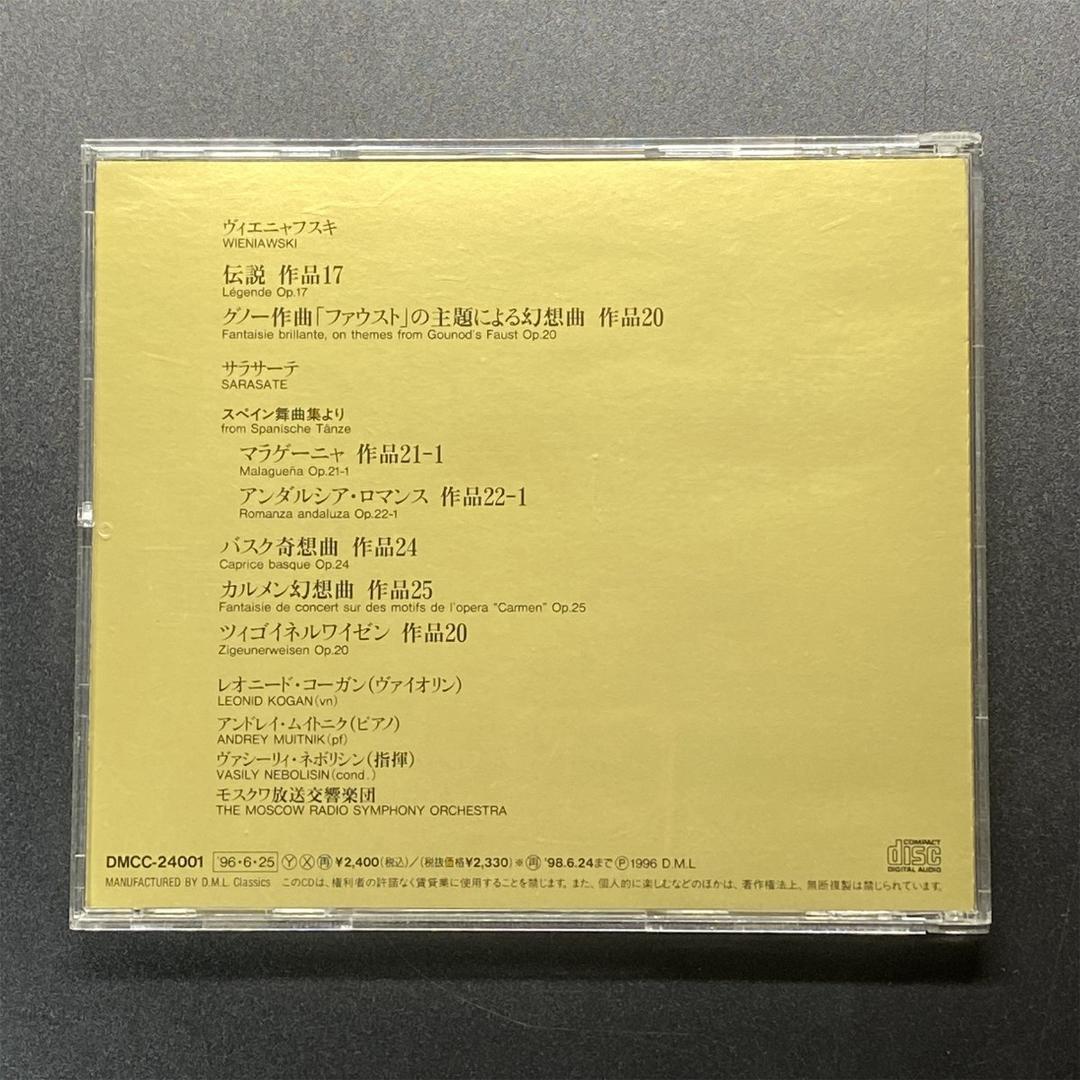 ヴィエニャフスキ
WIENIAWSKI
伝説 作品17
Légende Op.17
グノー作曲「ファウスト」の主題による幻想曲 作品20
Fantaisie brillante, on themes from Gounod's Faust Op.20
サラサーテ
SARASATE
スペイン舞曲集より
from Spanische Tänze
マラゲーニャ 作品21-1
Malagueña Op.21-1
アンダルシア・ロマンス 作品22-1
Romanza andaluza Op.22-1
バスク奇想曲 作品24
Caprice basque Op.24
カルメン幻想曲 作品25
Fantaisie de concert sur des motifs de l'opera "Carmen" Op.25
ツィゴイネルワイゼン 作品20
Zigeunerweisen Op.20
レオニード・コーガン(ヴァイオリン)
LEONID KOGAN(vn)
アンドレイ・ムイトニク(ピアノ)
ANDREY MUITNIK(pf)
ヴァシーリィ・ネボリシン(指揮)
VASILY NEBOLISIN(cond.)
モスクワ放送交響楽団
THE MOSCOW RADIO SYMPHONY ORCHESTRA
DMCC-24001 '96・6・25 Ⓨ Ⓧ 再 ¥2,400(税込)/(税抜価格¥2,330)※再 '98.6.24まで Ⓟ1996 D.M.L
COMPACT disc DIGITAL AUDIO
MANUFACTURED BY D.M.L. Classics このCDは、権利者の許諾なく賃貸業に使用することを禁じます。また、個人的に楽しむなどのほかは、著作権法上、無断複製は禁じられています。